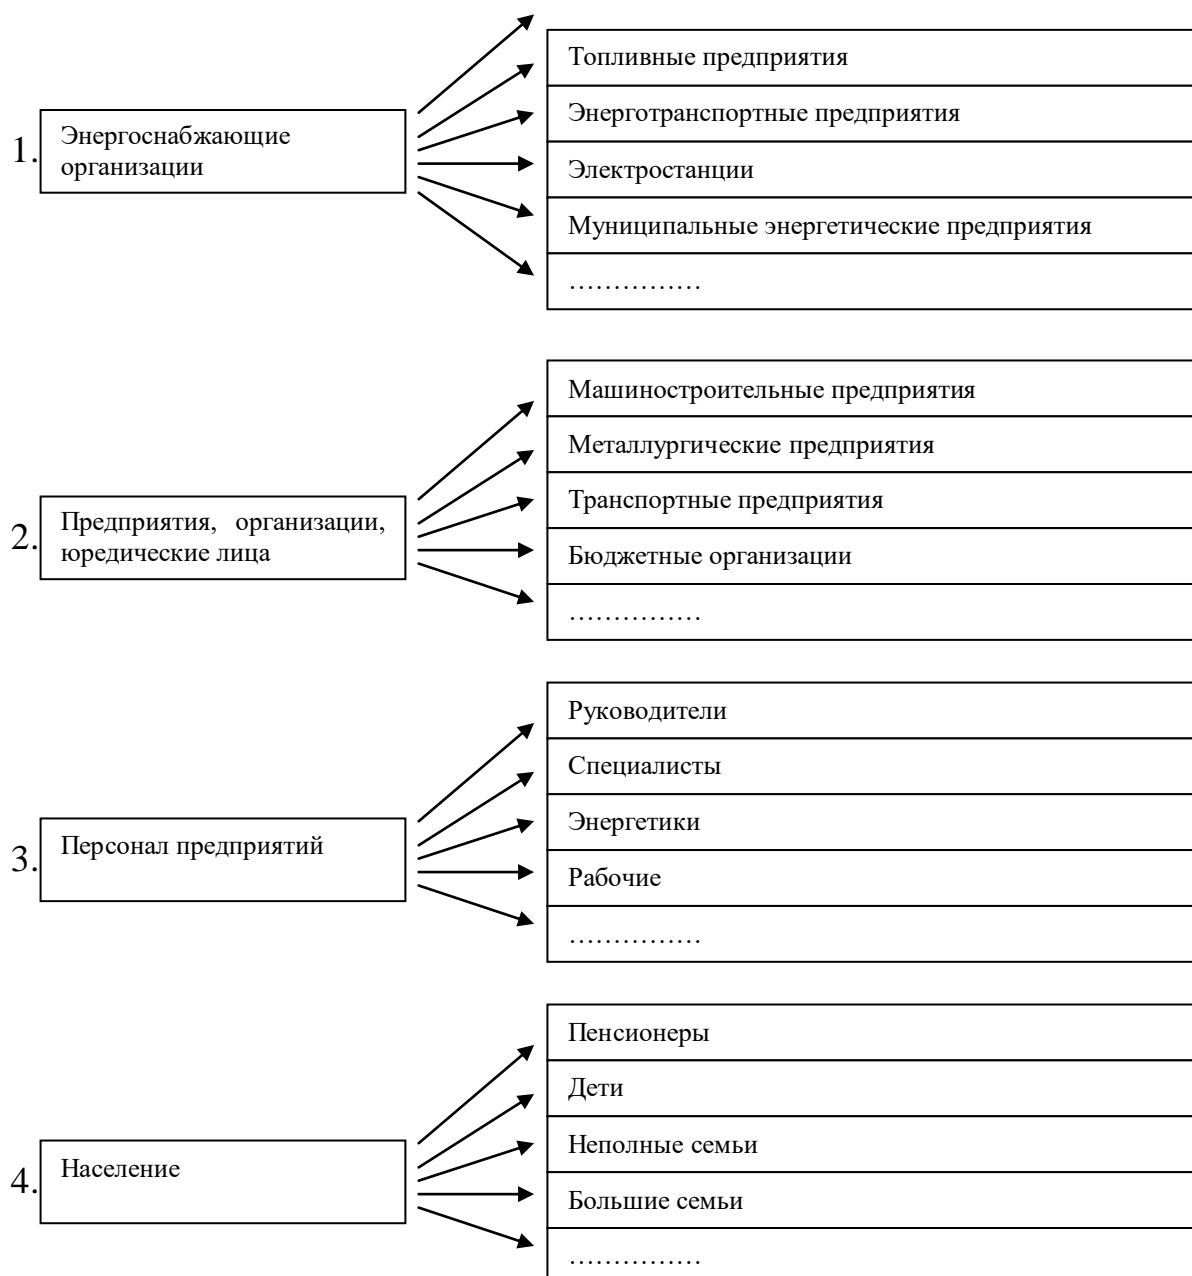 Топливные предприятия
Энерготранспортные предприятия
1.
Энергоснабжающие
организации
Электростанции
Муниципальные энергетические предприятия
……………
Машиностроительные предприятия
Металлургические предприятия
Транспортные предприятия
2.
Предприятия, организации,
юредические лица
Бюджетные организации
……………
Руководители
Специалисты
Энергетики
3.
Персонал предприятий
Рабочие
……………
Пенсионеры
Дети
Неполные семьи
4.
Население
Большие семьи
……………